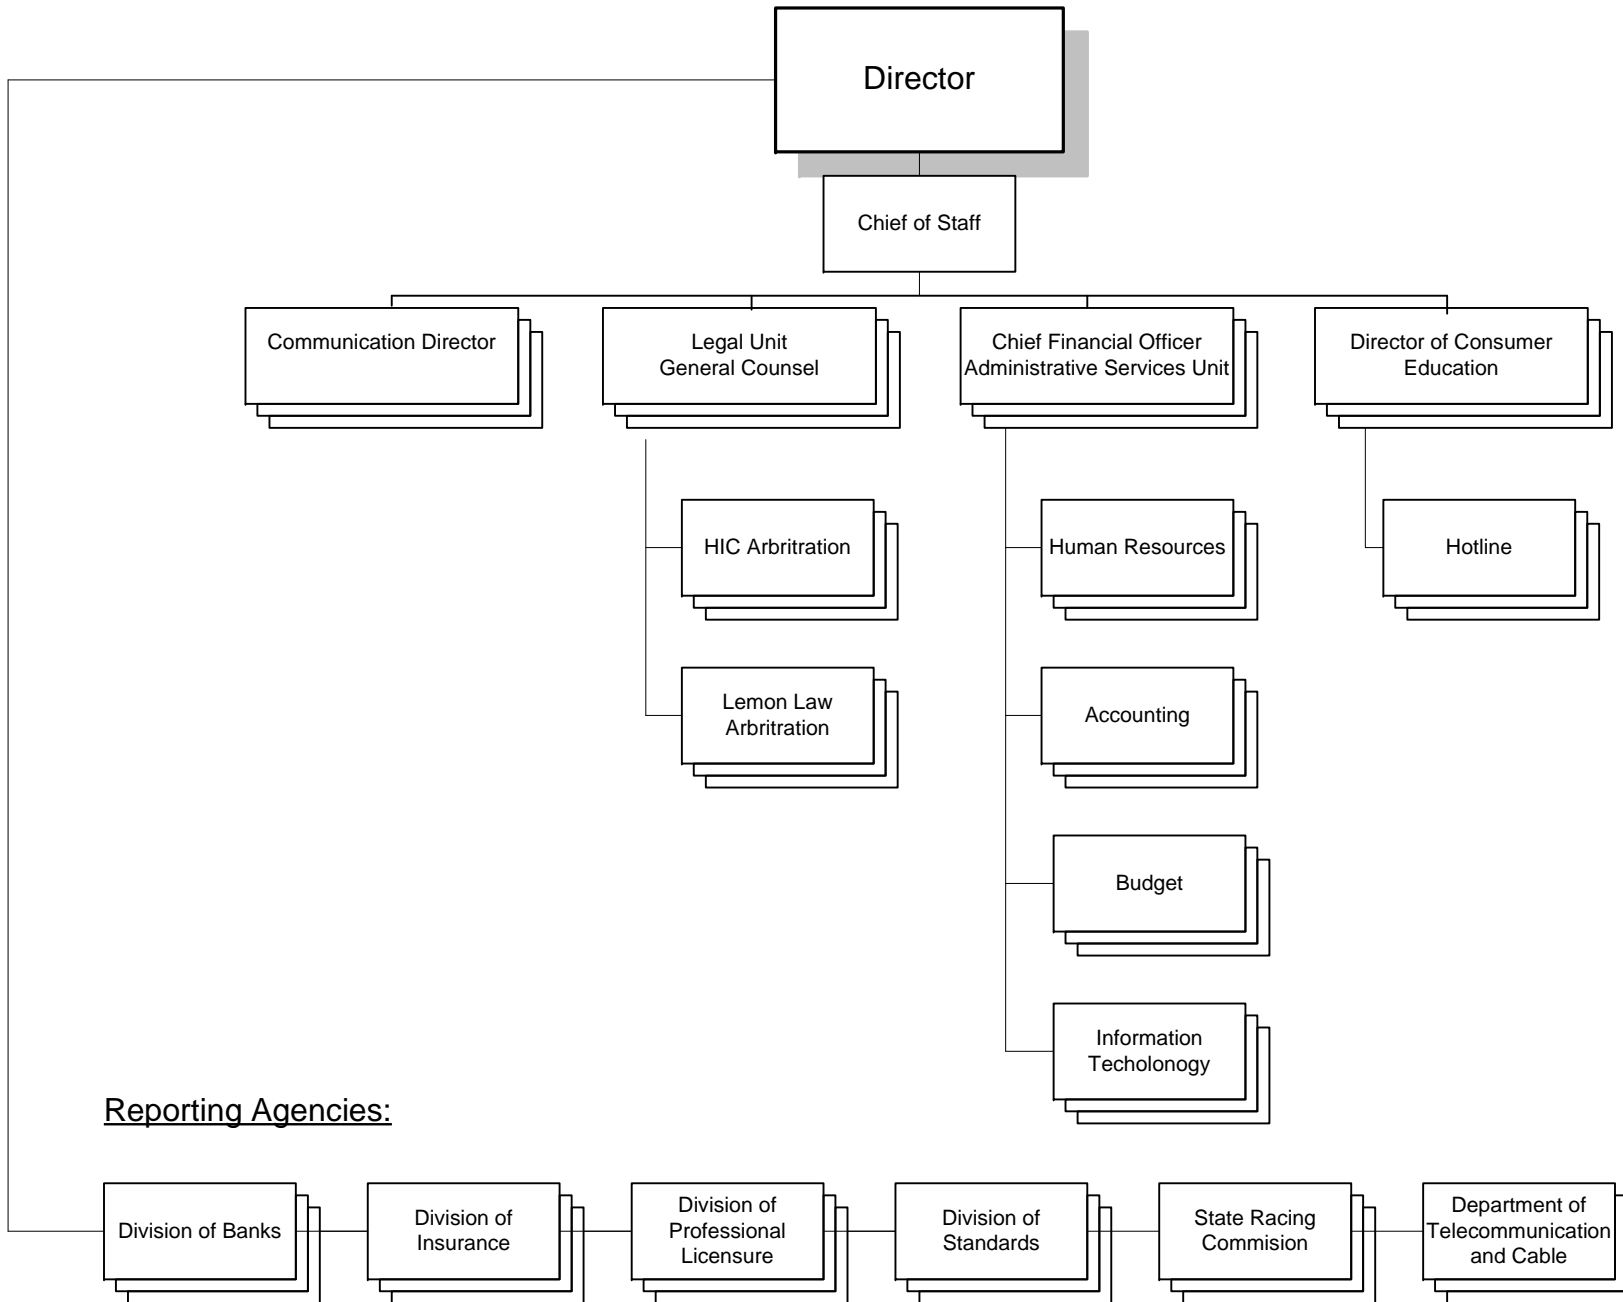 Director
Chief of Staff
Communication Director
Legal Unit
General Counsel
Chief Financial Officer
Administrative Services Unit
Director of Consumer
Education
HIC Arbritration
Human Resources
Hotline
Lemon Law
Arbritration
Accounting
Budget
Information
Techolonogy
Reporting Agencies:
Division of Banks
Division of
Insurance
Division of
Professional
Licensure
Division of
Standards
State Racing
Commision
Department of
Telecommunication
and Cable